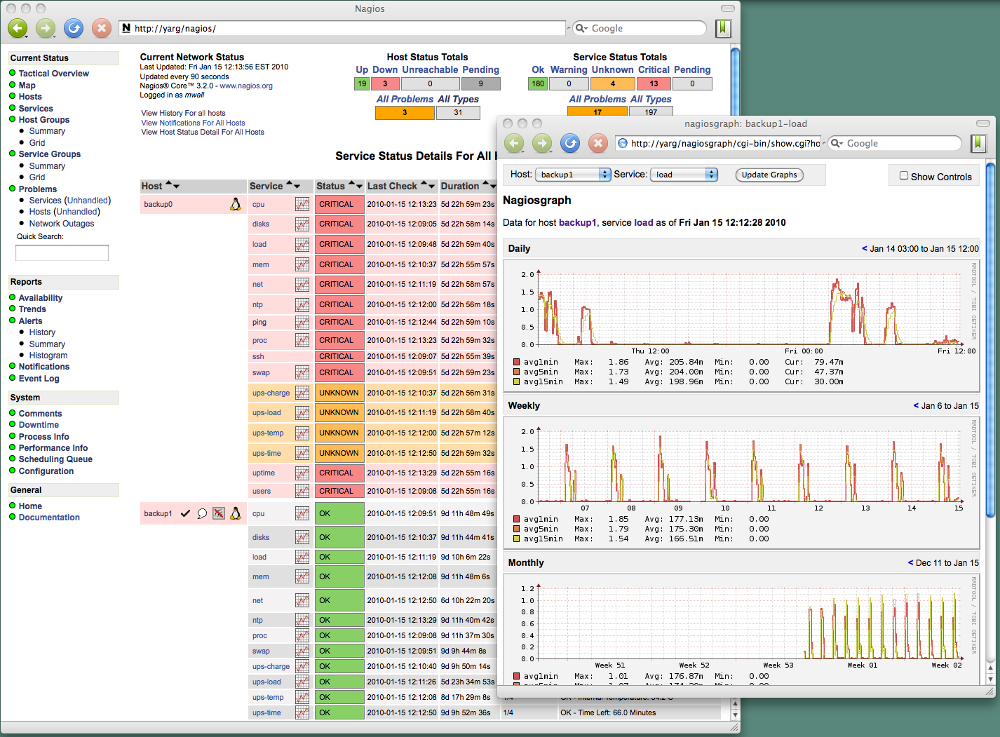 Nagios
http://yarg/nagios/
Google
Current Status
Tactical Overview
Map
Hosts
Services
Host Groups
Summary
Grid
Service Groups
Summary
Grid
Problems
Services (Unhandled)
Hosts (Unhandled)
Network Outages
Quick Search:
Reports
Availability
Trends
Alerts
History
Summary
Histogram
Notifications
Event Log
System
Comments
Downtime
Process Info
Performance Info
Scheduling Queue
Configuration
General
Home
Documentation
Current Network Status
Last Updated: Fri Jan 15 12:13:56 EST 2010
Updated every 90 seconds
Nagios® Core™ 3.2.0 - www.nagios.org
Logged in as mwall
View History For all hosts
View Notifications For All Hosts
View Host Status Detail For All Hosts
Host Status Totals
Up Down Unreachable Pending
19 3 0 9
All Problems All Types
3 31
Service Status Totals
Ok Warning Unknown Critical Pending
180 0 4 13 0
All Problems All Types
17 197
Service Status Details For All
Host Service Status Last Check Duration
backup0 cpu CRITICAL 2010-01-15 12:13:23 5d 22h 59m 23s
disks CRITICAL 2010-01-15 12:09:05 5d 22h 58m 14s
load CRITICAL 2010-01-15 12:09:48 5d 22h 59m 40s
mem CRITICAL 2010-01-15 12:10:37 5d 22h 55m 57s
net CRITICAL 2010-01-15 12:11:19 5d 22h 58m 57s
ntp CRITICAL 2010-01-15 12:12:00 5d 22h 56m 18s
ping CRITICAL 2010-01-15 12:12:44 5d 22h 59m 10s
proc CRITICAL 2010-01-15 12:13:23 5d 22h 59m 32s
ssh CRITICAL 2010-01-15 12:09:07 5d 22h 55m 39s
swap CRITICAL 2010-01-15 12:09:51 5d 22h 59m 23s
ups-charge UNKNOWN 2010-01-15 12:10:37 5d 22h 56m 31s
ups-load UNKNOWN 2010-01-15 12:11:19 5d 22h 58m 40s
ups-temp UNKNOWN 2010-01-15 12:12:00 5d 22h 57m 12s
ups-time UNKNOWN 2010-01-15 12:12:50 5d 22h 59m 32s
uptime CRITICAL 2010-01-15 12:13:29 5d 22h 55m 16s
users CRITICAL 2010-01-15 12:09:08 5d 22h 55m 16s
backup1 cpu OK 2010-01-15 12:09:51 9d 11h 48m 49s
disks OK 2010-01-15 12:10:37 9d 11h 44m 41s
load OK 2010-01-15 12:11:19 9d 10h 6m 22s
mem OK 2010-01-15 12:12:08 9d 11h 48m 6s
net OK 2010-01-15 12:12:50 6d 10h 22m 20s
ntp OK 2010-01-15 12:13:29 9d 11h 40m 42s
proc OK 2010-01-15 12:09:08 9d 11h 37m 30s
swap OK 2010-01-15 12:09:51 9d 9h 44m 8s
ups-charge OK 2010-01-15 12:10:40 9d 9h 50m 14s
ups-load OK 2010-01-15 12:11:26 5d 23h 34m 53s
ups-temp OK 2010-01-15 12:12:08 8d 17h 29m 8s 1/4 OK - Internal Temperature: 34.2 C
ups-time OK 2010-01-15 12:12:50 9d 9h 52m 36s 1/4 OK - Time Left: 66.0 Minutes
nagiosgraph: backup1-load
http://yarg/nagiosgraph/cgi-bin/show.cgi?ho
Google
Host: backup1 Service: load Update Graphs Show Controls
Nagiosgraph
Data for host backup1, service load as of Fri Jan 15 12:12:28 2010
Daily < Jan 14 03:00 to Jan 15 12:00
RRDTOOL / TOBI OETIKER
2.0
1.5
1.0
0.5
0.0
Thu 12:00 Fri 00:00 Fri 12:00
avg1min Max: 1.86 Avg: 205.84m Min: 0.00 Cur: 79.47m
avg5min Max: 1.73 Avg: 204.00m Min: 0.00 Cur: 47.37m
avg15min Max: 1.49 Avg: 198.96m Min: 0.00 Cur: 30.00m
Weekly < Jan 6 to Jan 15
RRDTOOL / TOBI OETIKER
2.0
1.5
1.0
0.5
0.0
07 08 09 10 11 12 13 14 15
avg1min Max: 1.85 Avg: 177.13m Min: 0.00
avg5min Max: 1.79 Avg: 175.30m Min: 0.00
avg15min Max: 1.54 Avg: 166.51m Min: 0.00
Monthly < Dec 11 to Jan 15
RRDTOOL / TOBI OETIKER
1.2
1.0
0.8
0.6
0.4
0.2
0.0
Week 51 Week 52 Week 53 Week 01 Week 02
avg1min Max: 1.01 Avg: 176.87m Min: 0.00